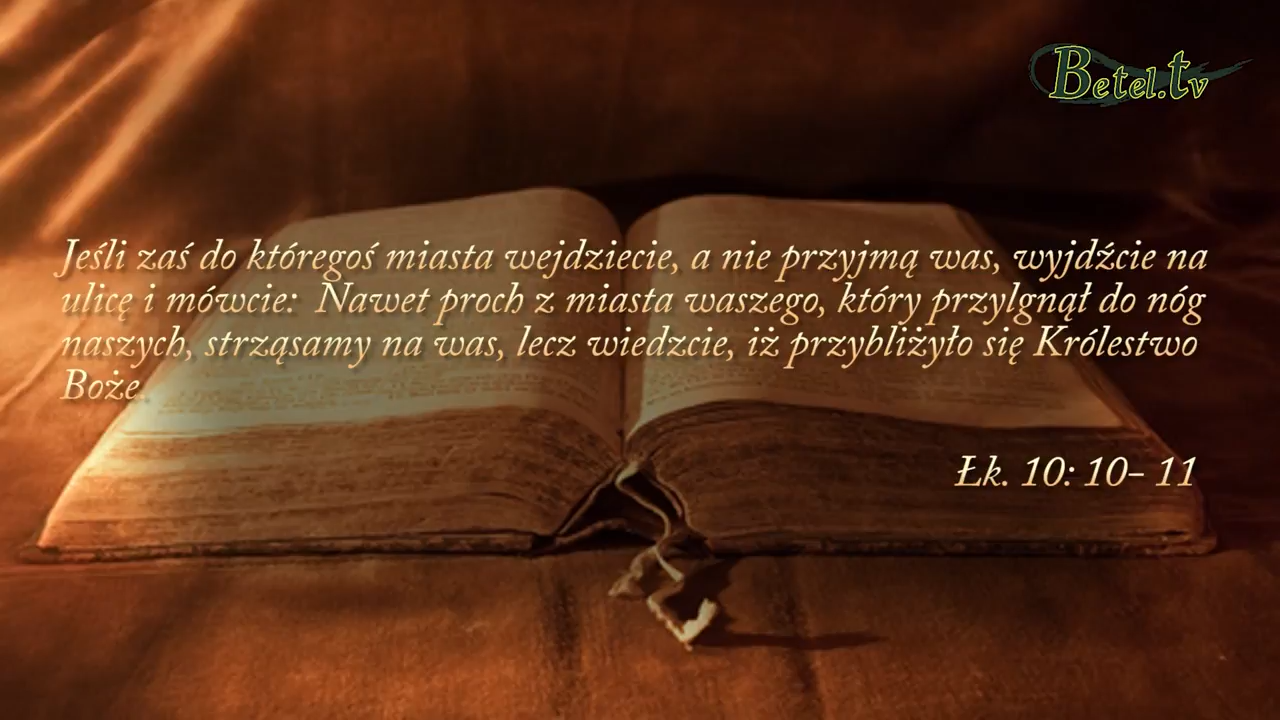 Betel.tv
Jeśli zaś do któregoś miasta wejdziecie, a nie przyjmą was, wyjdźcie na
ulicę i mówcie: Nawet proch z miasta waszego, który przylgnął do nóg
naszych, strząsamy na was, lecz wiedzcie, iż przybliżyło się Królestwo
Boże.
Łk. 10: 10- 11